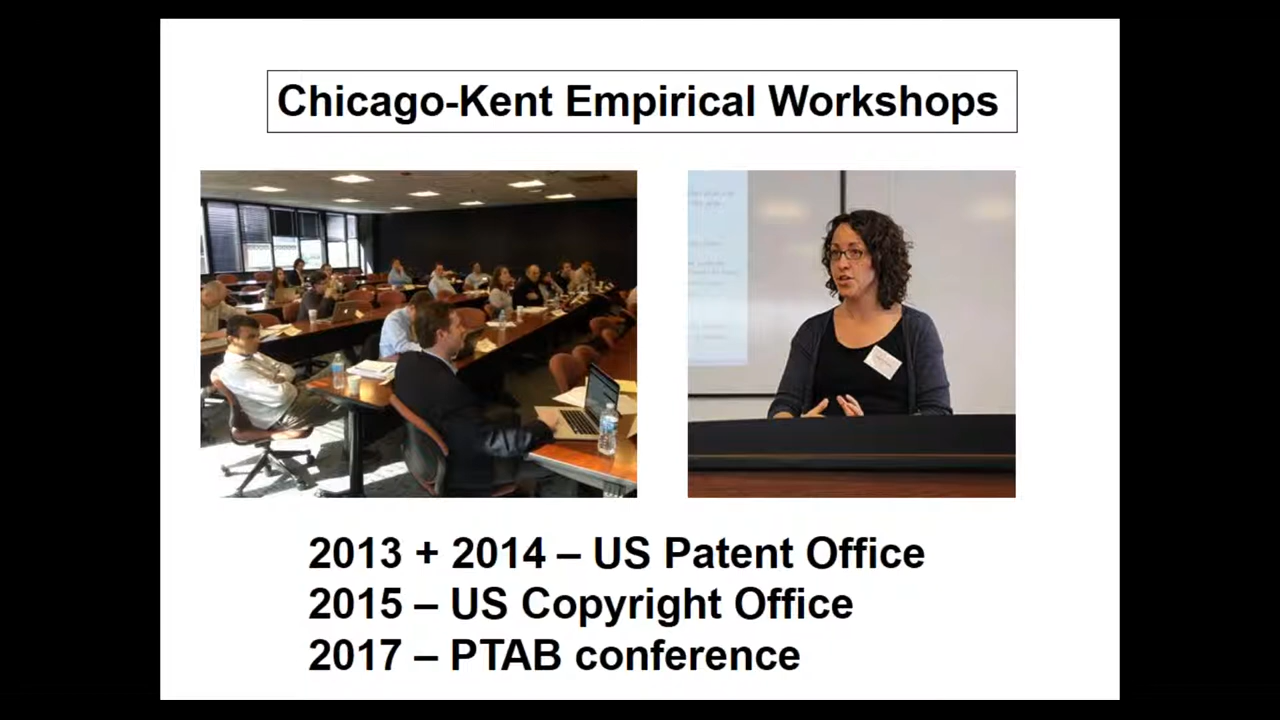 Chicago-Kent Empirical Workshops
2013 + 2014 – US Patent Office
2015 – US Copyright Office
2017 – PTAB conference